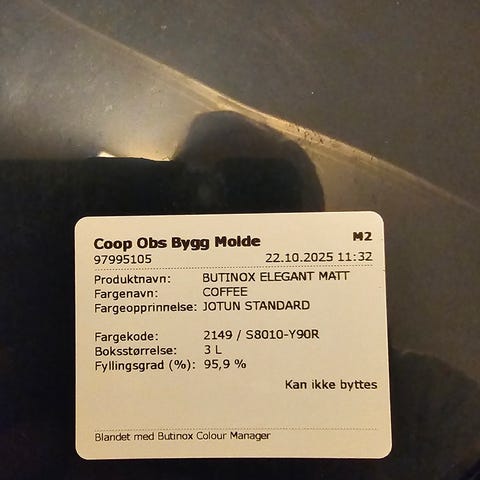 Coop Obs Bygg Molde M2
97995105 22.10.2025 11:32
Produktnavn: BUTINOX ELEGANT MATT
Fargenavn: COFFEE
Fargeopprinnelse: JOTUN STANDARD
Fargekode: 2149 / S8010-Y90R
Boksstørrelse: 3 L
Fyllingsgrad (%): 95,9 %
Kan ikke byttes
Blandet med Butinox Colour Manager